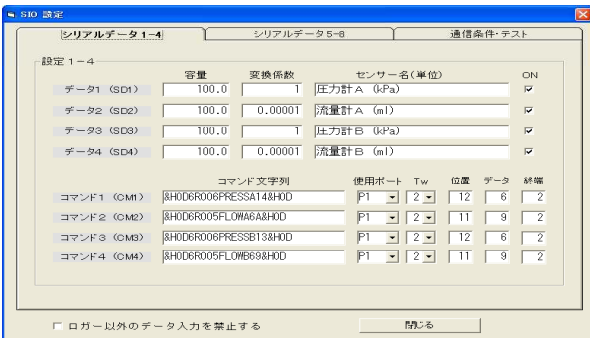 SIO 設定
シリアルデータ 1-4 シリアルデータ 5-8 通信条件・テスト
設定 1-4
容量 変換係数 センサー名(単位) ON
データ1 (SD1) 100.0 1 圧力計A (kPa)
データ2 (SD2) 100.0 0.00001 流量計A (ml)
データ3 (SD3) 100.0 1 圧力計B (kPa)
データ4 (SD4) 100.0 0.00001 流量計B (ml)
コマンド文字列 使用ポート Tw 位置 データ 終端
コマンド1 (CM1) &H0D6R006PRESSA14&H0D P1 2 12 6 2
コマンド2 (CM2) &H0D6R005FLOWA6A&H0D P1 2 11 9 2
コマンド3 (CM3) &H0D6R006PRESSB13&H0D P1 2 12 6 2
コマンド4 (CM4) &H0D6R005FLOWB69&H0D P1 2 11 9 2
ロガー以外のデータ入力を禁止する 閉じる